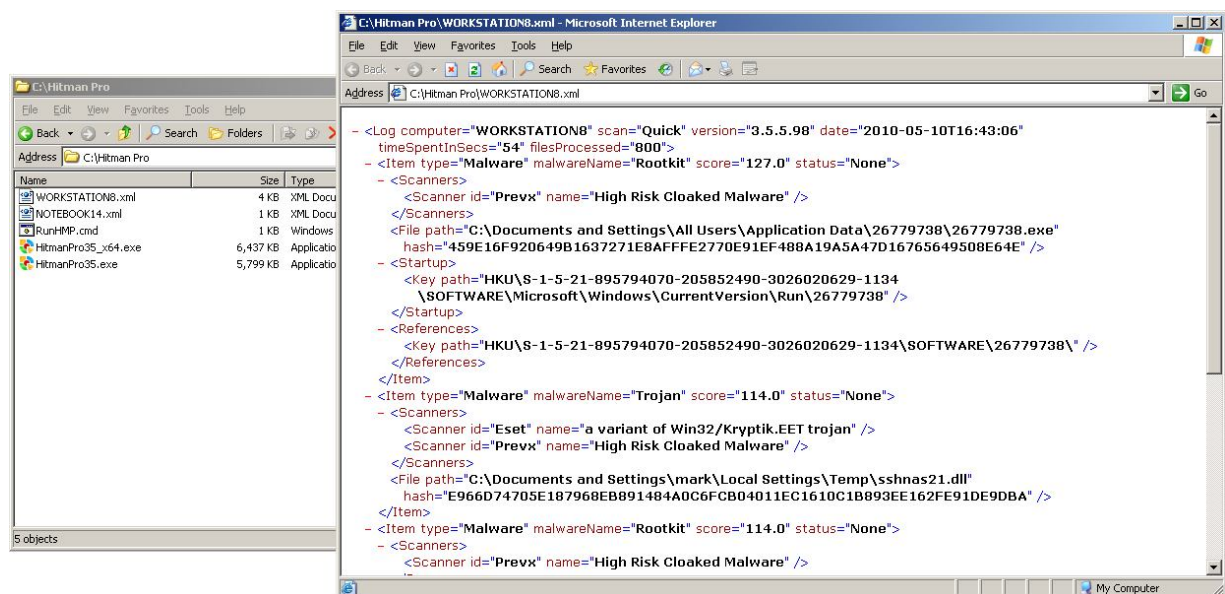 C:\Hitman Pro
File Edit View Favorites Tools Help
Back Search Folders
Address C:\Hitman Pro
Name Size Type
WORKSTATION8.xml 4 KB XML Docu
NOTEBOOK14.xml 1 KB XML Docu
RunHMP.cmd 1 KB Windows
HitmanPro35_x64.exe 6,437 KB Applicatio
HitmanPro35.exe 5,799 KB Applicatio
5 objects
C:\Hitman Pro\WORKSTATION8.xml - Microsoft Internet Explorer
File Edit View Favorites Tools Help
Back Search Favorites
Address C:\Hitman Pro\WORKSTATION8.xml Go
- <Log computer="WORKSTATION8" scan="Quick" version="3.5.5.98" date="2010-05-10T16:43:06"
timeSpentInSecs="54" filesProcessed="800">
- <Item type="Malware" malwareName="Rootkit" score="127.0" status="None">
- <Scanners>
<Scanner id="Prevx" name="High Risk Cloaked Malware" />
</Scanners>
<File path="C:\Documents and Settings\All Users\Application Data\26779738\26779738.exe"
hash="459E16F920649B1637271E8AFFFE2770E91EF488A19A5A47D16765649508E64E" />
- <Startup>
<Key path="HKU\S-1-5-21-895794070-205852490-3026020629-1134
\SOFTWARE\Microsoft\Windows\CurrentVersion\Run\26779738" />
</Startup>
- <References>
<Key path="HKU\S-1-5-21-895794070-205852490-3026020629-1134\SOFTWARE\26779738\" />
</References>
</Item>
- <Item type="Malware" malwareName="Trojan" score="114.0" status="None">
- <Scanners>
<Scanner id="Eset" name="a variant of Win32/Kryptik.EET trojan" />
<Scanner id="Prevx" name="High Risk Cloaked Malware" />
</Scanners>
<File path="C:\Documents and Settings\mark\Local Settings\Temp\sshnas21.dll"
hash="E966D74705E187968EB891484A0C6FCB04011EC1610C1B893EE162FE91DE9DBA" />
</Item>
- <Item type="Malware" malwareName="Rootkit" score="114.0" status="None">
- <Scanners>
<Scanner id="Prevx" name="High Risk Cloaked Malware" />
My Computer